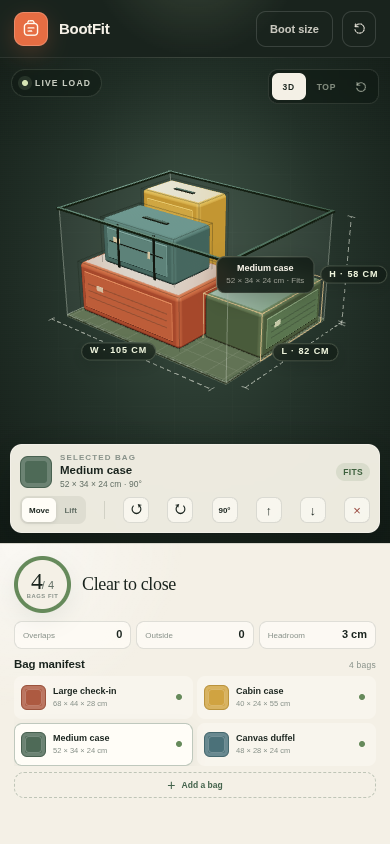 BootFit
Boot size
LIVE LOAD
3D
TOP
Medium case
52 × 34 × 24 cm · Fits
H · 58 CM
W · 105 CM
L · 82 CM
SELECTED BAG
Medium case
52 × 34 × 24 cm · 90°
FITS
Move
Lift
90°
↑
↓
×
4/ 4
BAGS FIT
Clear to close
Overlaps
0
Outside
0
Headroom
3 cm
Bag manifest
4 bags
Large check-in
68 × 44 × 28 cm
Cabin case
40 × 24 × 55 cm
Medium case
52 × 34 × 24 cm
Canvas duffel
48 × 28 × 24 cm
+ Add a bag